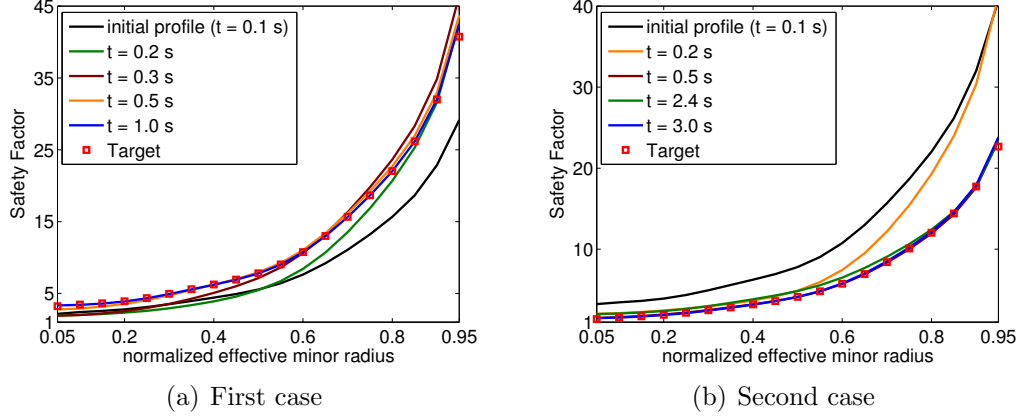 45
35
25
15
5
1
Safety Factor
initial profile (t = 0.1 s)
t = 0.2 s
t = 0.3 s
t = 0.5 s
t = 1.0 s
Target
0.05 0.2 0.4 0.6 0.8 0.95
normalized effective minor radius
(a) First case
40
30
20
10
1
Safety Factor
initial profile (t = 0.1 s)
t = 0.2 s
t = 0.5 s
t = 2.4 s
t = 3.0 s
Target
0.05 0.2 0.4 0.6 0.8 0.95
normalized effective minor radius
(b) Second case